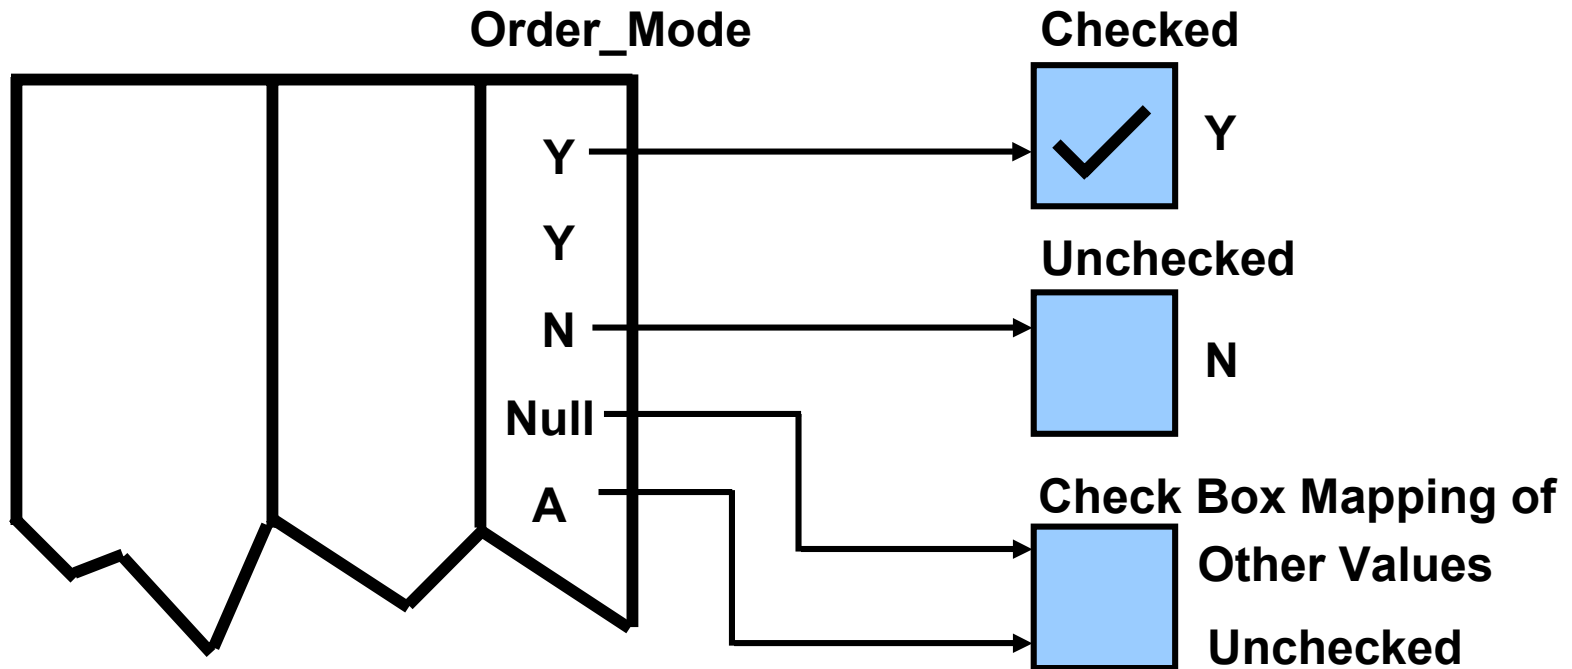 Order_Mode
Checked
Y
Y
Y
Unchecked
N
N
Null
Check Box Mapping of
A
Other Values
Unchecked